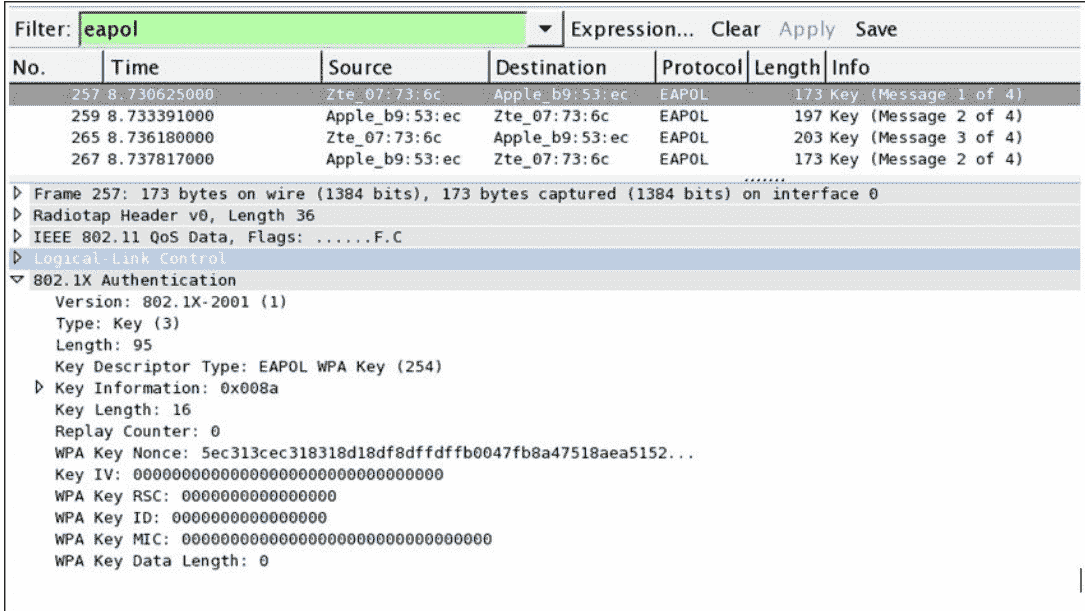 Filter: eapol Expression... Clear Apply Save
No. Time Source Destination Protocol Length Info
257 8.730625000 Zte_07:73:6c Apple_b9:53:ec EAPOL 173 Key (Message 1 of 4)
259 8.733391000 Apple_b9:53:ec Zte_07:73:6c EAPOL 197 Key (Message 2 of 4)
265 8.736180000 Zte_07:73:6c Apple_b9:53:ec EAPOL 203 Key (Message 3 of 4)
267 8.737817000 Apple_b9:53:ec Zte_07:73:6c EAPOL 173 Key (Message 2 of 4)
Frame 257: 173 bytes on wire (1384 bits), 173 bytes captured (1384 bits) on interface 0
Radiotap Header v0, Length 36
IEEE 802.11 QoS Data, Flags: ......F.C
Logical-Link Control
802.1X Authentication
Version: 802.1X-2001 (1)
Type: Key (3)
Length: 95
Key Descriptor Type: EAPOL WPA Key (254)
Key Information: 0x008a
Key Length: 16
Replay Counter: 0
WPA Key Nonce: 5ec313cec318318d18df8dffdffb0047fb8a47518aea5152...
Key IV: 00000000000000000000000000000000
WPA Key RSC: 0000000000000000
WPA Key ID: 0000000000000000
WPA Key MIC: 00000000000000000000000000000000
WPA Key Data Length: 0